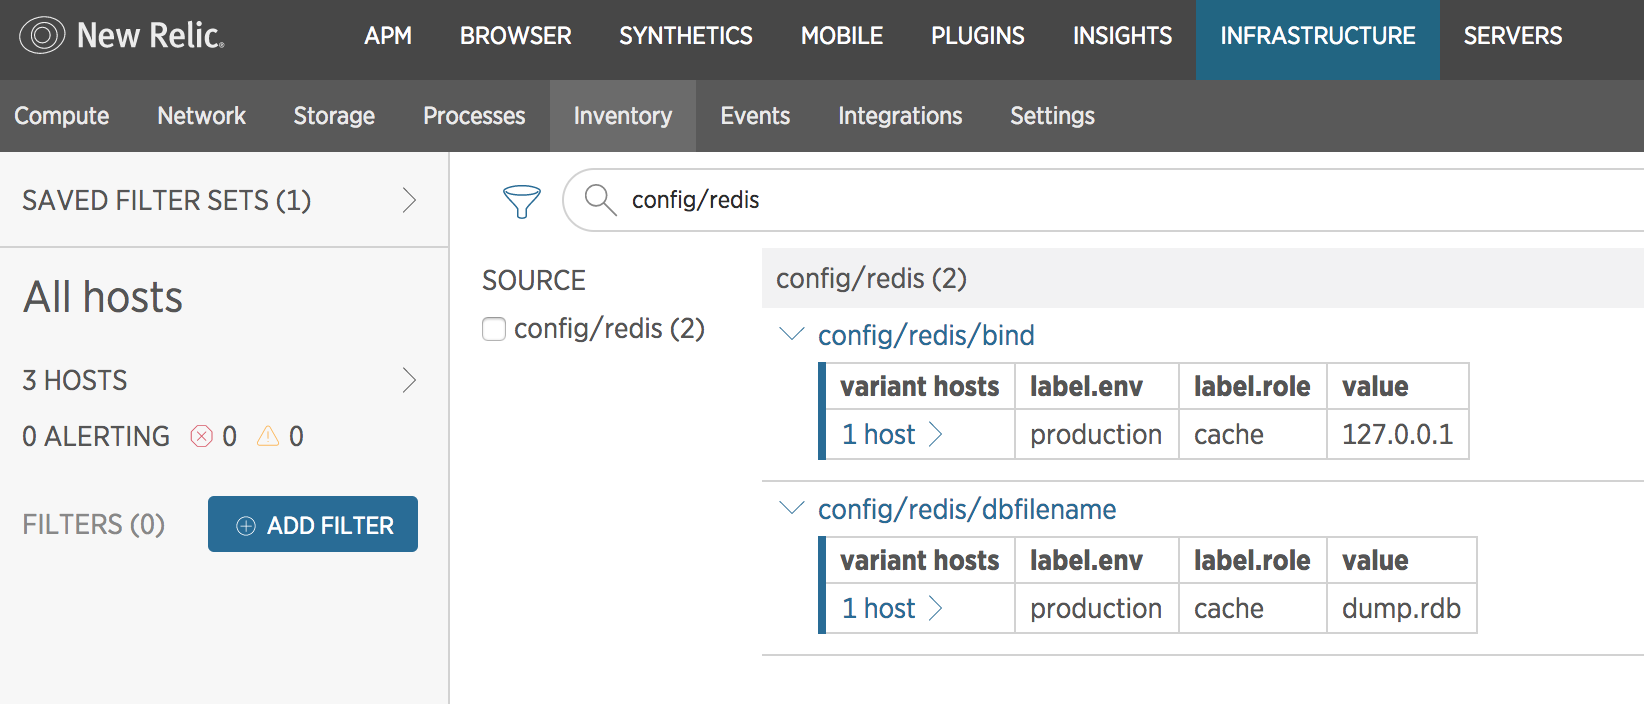 New Relic. APM BROWSER SYNTHETICS MOBILE PLUGINS INSIGHTS INFRASTRUCTURE SERVERS
Compute Network Storage Processes Inventory Events Integrations Settings
SAVED FILTER SETS (1)
All hosts
3 HOSTS
0 ALERTING 0 0
FILTERS (0) ADD FILTER
config/redis
SOURCE
config/redis (2)
config/redis (2)
config/redis/bind
variant hosts label.env label.role value
1 host production cache 127.0.0.1
config/redis/dbfilename
variant hosts label.env label.role value
1 host production cache dump.rdb